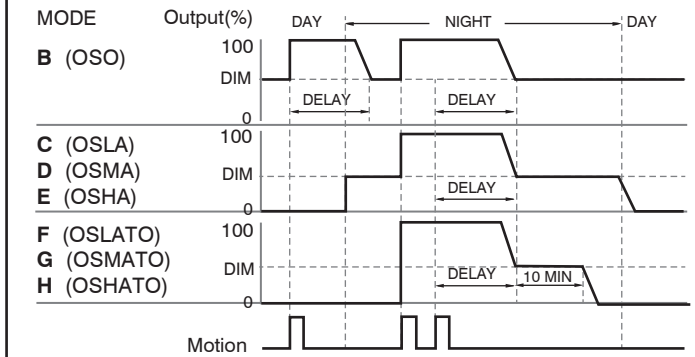 MODE Output(%) DAY NIGHT DAY
B (OSO)
100
DIM
0
DELAY DELAY
C (OSLA)
D (OSMA)
E (OSHA)
100
DIM
0
DELAY
F (OSLATO)
G (OSMATO)
H (OSHATO)
100
DIM
0
DELAY 10 MIN
Motion